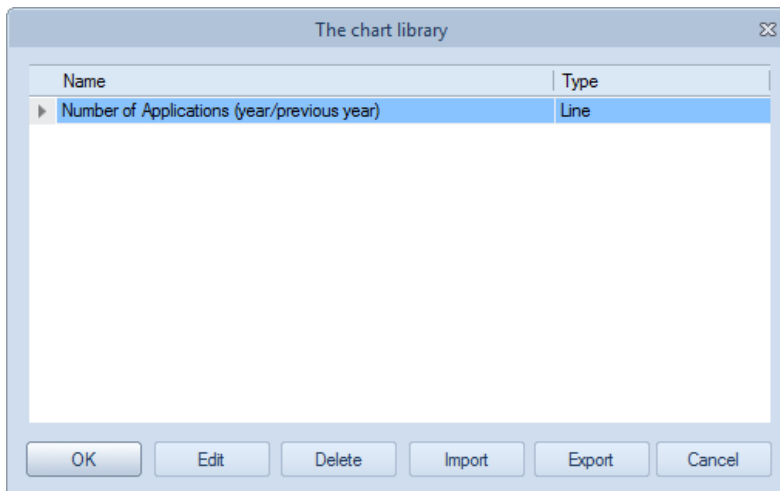 The chart library
Name Type
Number of Applications (year/previous year) Line
OK Edit Delete Import Export Cancel